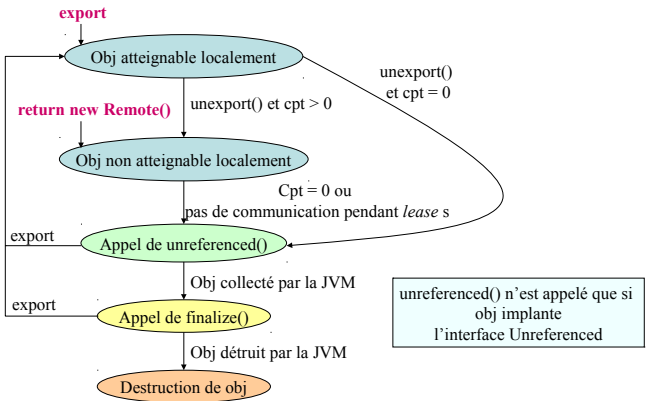 export
Obj atteignable localement
unexport()
et cpt = 0
unexport() et cpt > 0
return new Remote()
Obj non atteignable localement
Cpt = 0 ou
pas de communication pendant lease s
export
Appel de unreferenced()
Obj collecté par la JVM
export
Appel de finalize()
unreferenced() n'est appelé que si
obj implante
l'interface Unreferenced
Obj détruit par la JVM
Destruction de obj